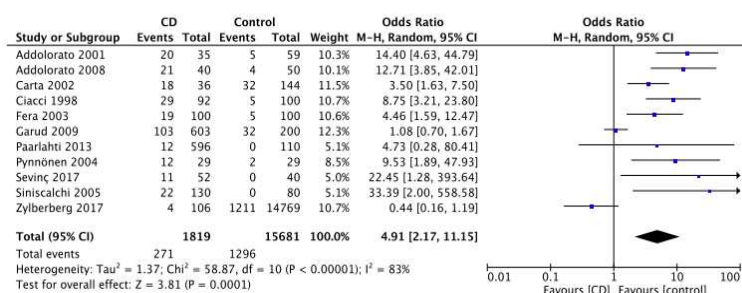 CD Control Odds Ratio Odds Ratio
Study or Subgroup Events Total Events Total Weight M-H, Random, 95% CI M-H, Random, 95% CI
Addolorato 2001 20 35 5 59 10.3% 14.40 [4.63, 44.79]
Addolorato 2008 21 40 4 50 10.1% 12.71 [3.85, 42.01]
Carta 2002 18 36 32 144 11.4% 3.50 [1.63, 7.50]
Ciacci 1998 29 92 5 100 10.8% 8.75 [3.21, 23.80]
Fera 2003 19 100 5 100 10.7% 4.46 [1.59, 12.47]
Garud 2009 103 603 32 200 12.3% 1.08 [0.70, 1.67]
Paarlahti 2013 12 596 0 110 5.1% 4.73 [0.28, 80.41]
Pynnönen 2004 12 29 2 29 8.5% 9.53 [1.89, 47.93]
Sevinç 2017 11 52 0 40 5.0% 22.45 [1.28, 393.64]
Siniscalchi 2005 22 130 0 80 5.1% 33.39 [2.00, 558.58]
Zylberberg 2017 4 106 1211 14769 10.7% 0.44 [0.16, 1.19]
Total (95% CI) 1819 15681 100.0% 4.91 [2.17, 11.15]
Total events 271 1296
Heterogeneity: Tau² = 1.37; Chi² = 58.87, df = 10 (P < 0.00001); I² = 83%
Test for overall effect: Z = 3.81 (P = 0.0001)
0.01 0.1 1 10 100
Favours [CD] Favours [control]